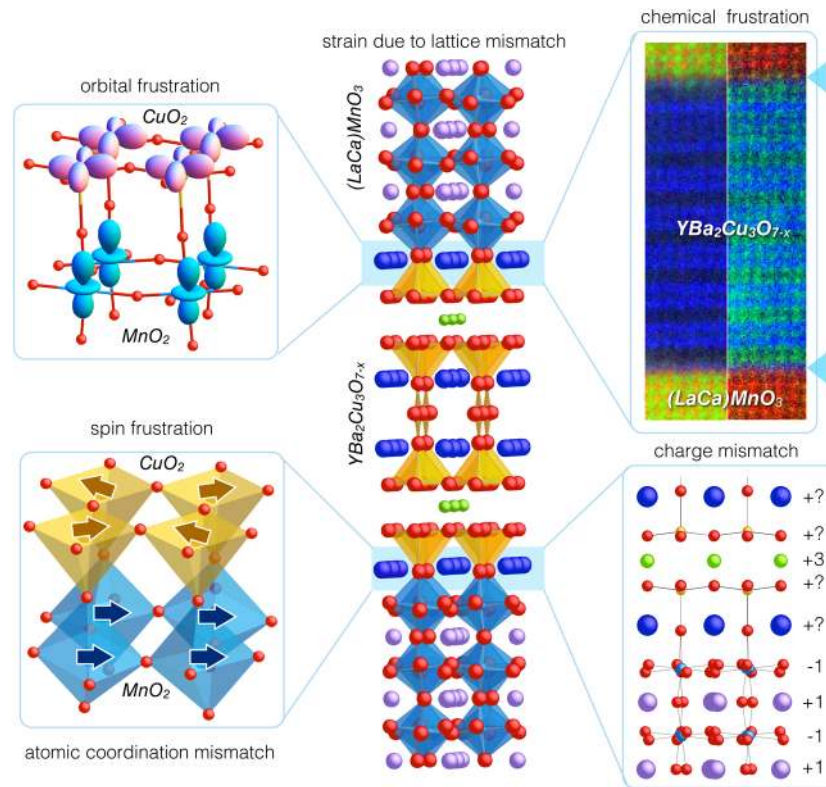 chemical frustration
strain due to lattice mismatch
orbital frustration
CuO₂
MnO₂
(LaCa)MnO₃
YBa₂Cu₃O₇₋ₓ
YBa₂Cu₃O₇₋ₓ
(LaCa)MnO₃
spin frustration
CuO₂
MnO₂
atomic coordination mismatch
charge mismatch
+?
+?
+3
+?
+?
-1
+1
-1
+1